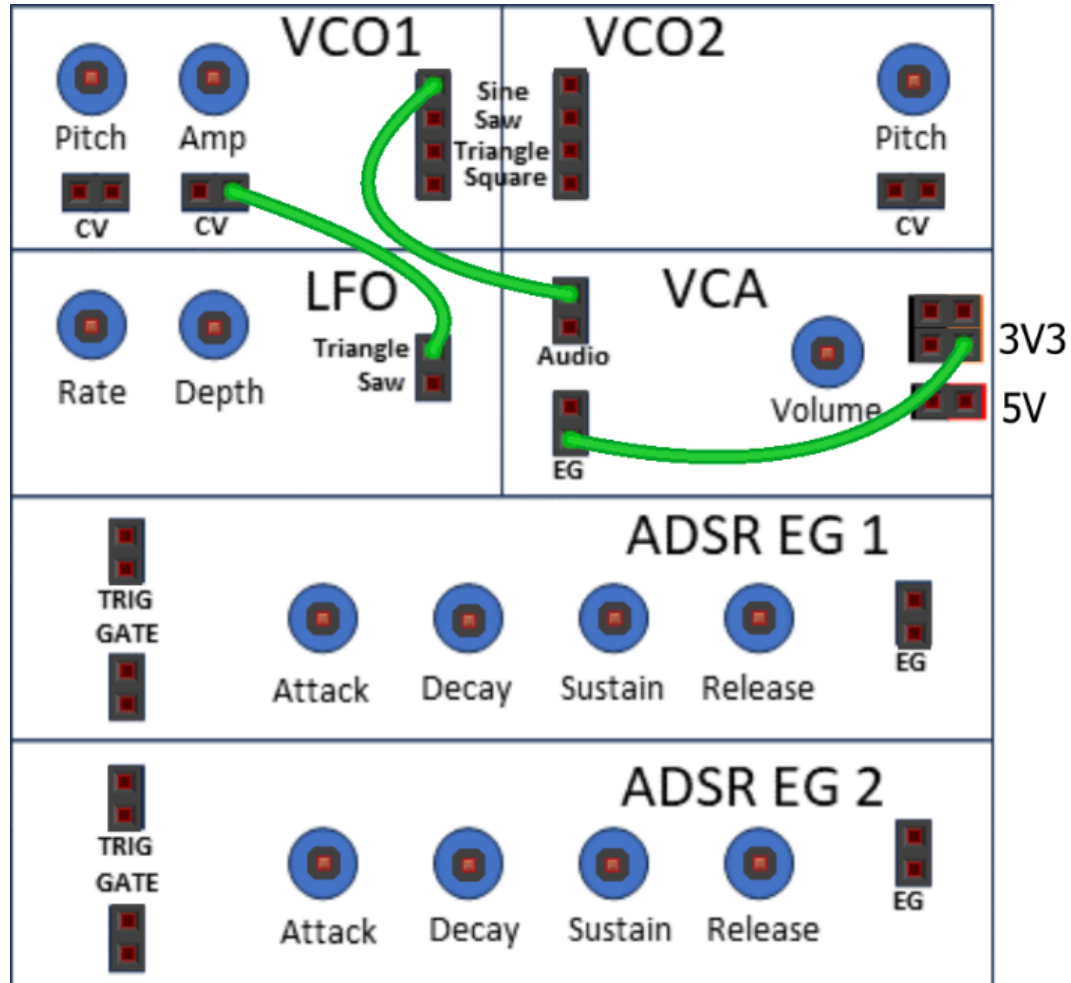 VCO1
VCO2
Pitch
Amp
Sine
Saw
Triangle
Square
Pitch
CV
CV
CV
LFO
VCA
Rate
Depth
Triangle
Saw
Audio
EG
Volume
3V3
5V
ADSR EG 1
TRIG
GATE
Attack
Decay
Sustain
Release
EG
ADSR EG 2
TRIG
GATE
Attack
Decay
Sustain
Release
EG